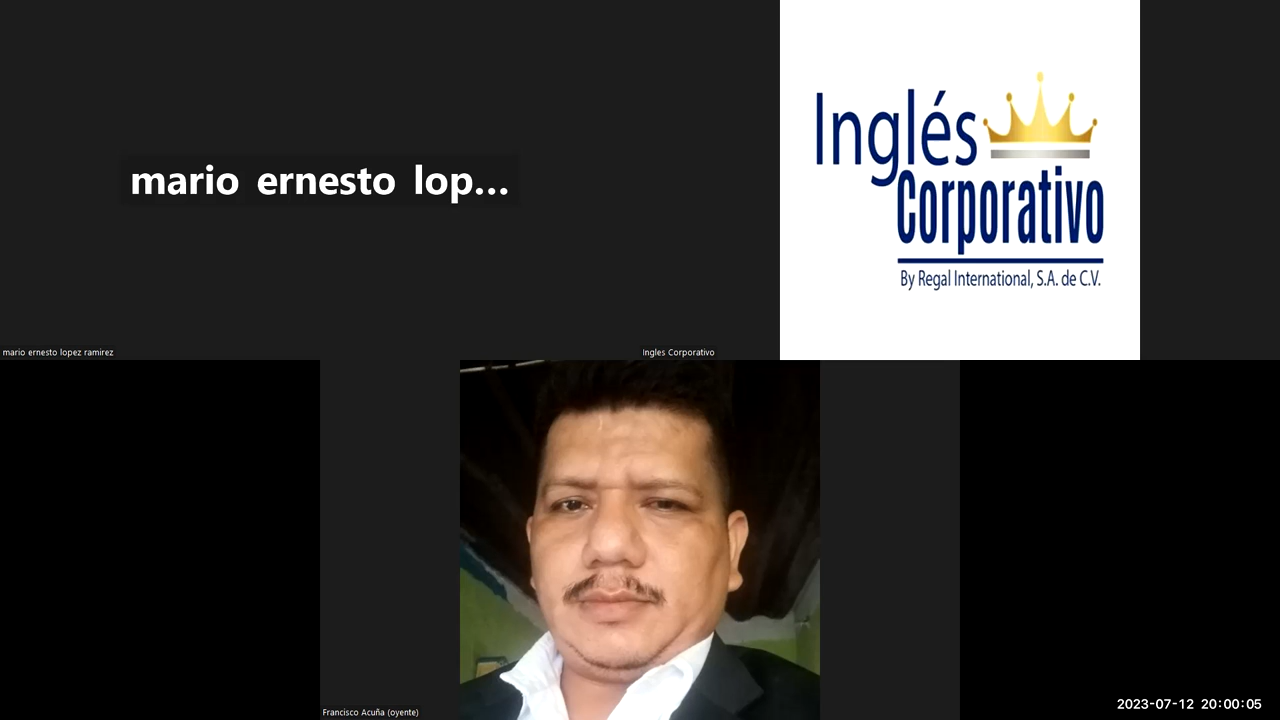 mario ernesto lop...
Inglés
Corporativo
By Regal International, S.A. de C.V.
mario ernesto lopez ramirez
Ingles Corporativo
Francisco Acuña (oyente)
2023-07-12 20:00:05